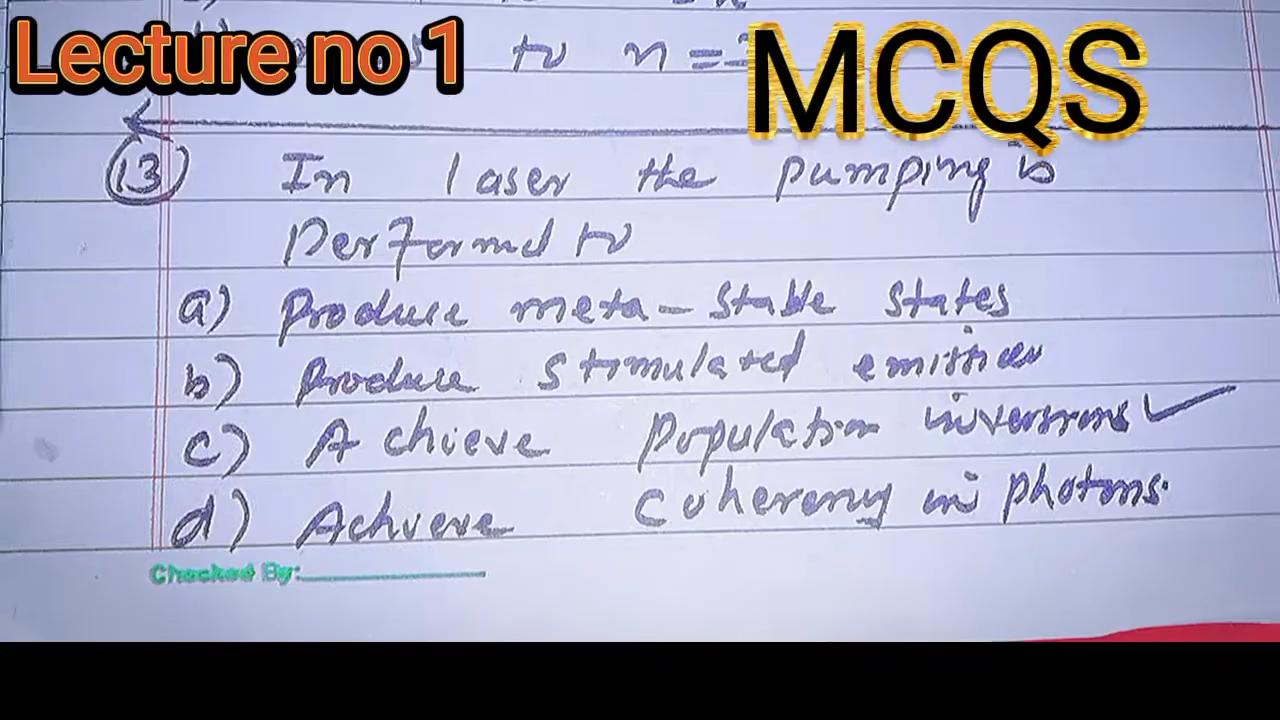 Lecture no 1
MCQS
to n =
(13) In laser the pumping is
Performed to
a) Produce meta - stable states
b) Produce stimulated emission
c) Achieve Population inversions ✓
d) Achieve Coherency in photons.
Checked By: